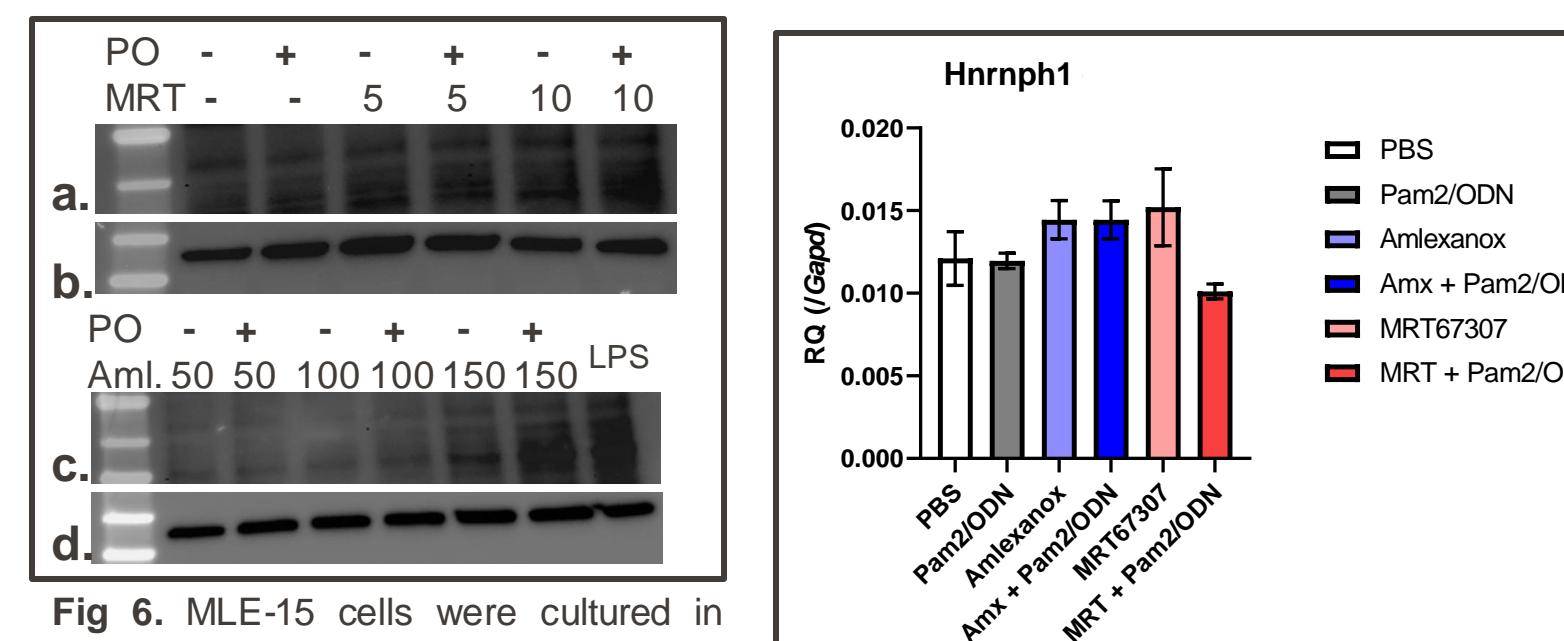 PO - + - + - +
MRT - - 5 5 10 10
a.
b.
PO - + - + - +
Aml. 50 50 100 100 150 150 LPS
c.
d.
Fig 6. MLE-15 cells were cultured in
Hnrnph1
0.020
0.015
0.010
0.005
0.000
RQ (/Gapd)
PBS
Pam2/ODN
Amlexanox
Amx + Pam2/ODN
MRT67307
MRT + Pam2/ODN
PBS
Pam2/ODN
Amlexanox
Amx + Pam2/O
MRT67307
MRT + Pam2/O